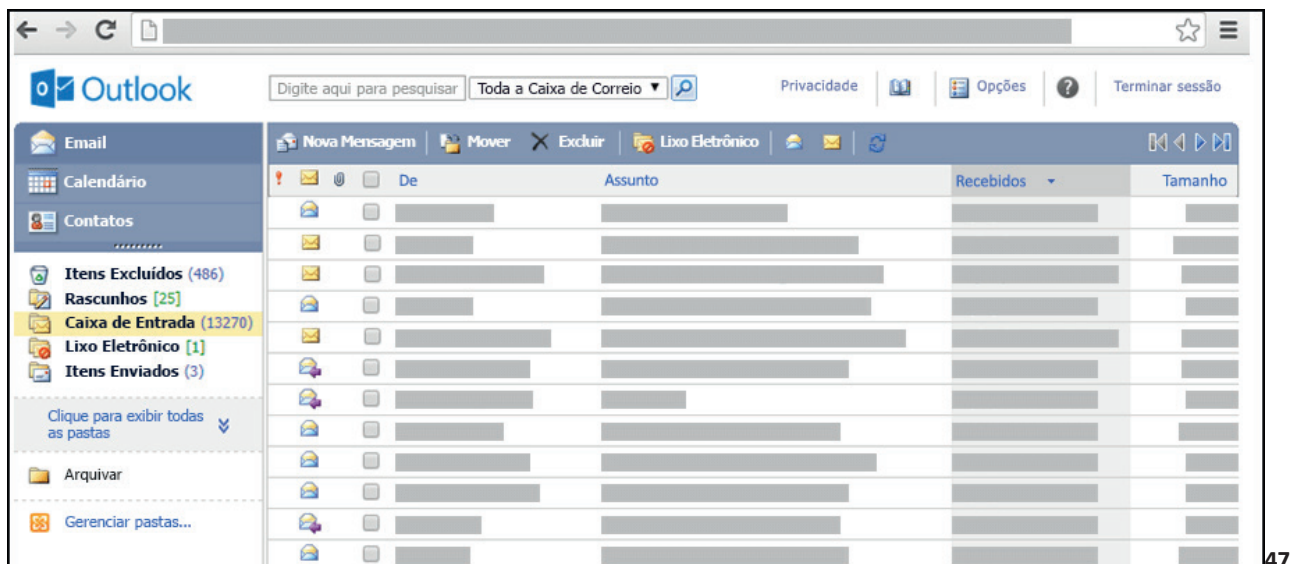 Outlook
Digite aqui para pesquisar Toda a Caixa de Correio Privacidade Opções Terminar sessão
Email
Nova Mensagem Mover Excluir Lixo Eletrônico
Calendário
De Assunto Recebidos Tamanho
Contatos
Itens Excluídos (486)
Rascunhos [25]
Caixa de Entrada (13270)
Lixo Eletrônico [1]
Itens Enviados (3)
Clique para exibir todas
as pastas
Arquivar
Gerenciar pastas...
47